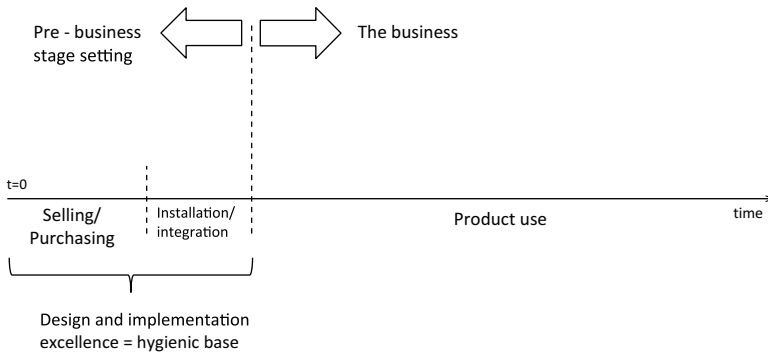 Pre - business
stage setting
The business
t=0
Selling/
Purchasing
Installation/
integration
Product use
time
Design and implementation
excellence = hygienic base